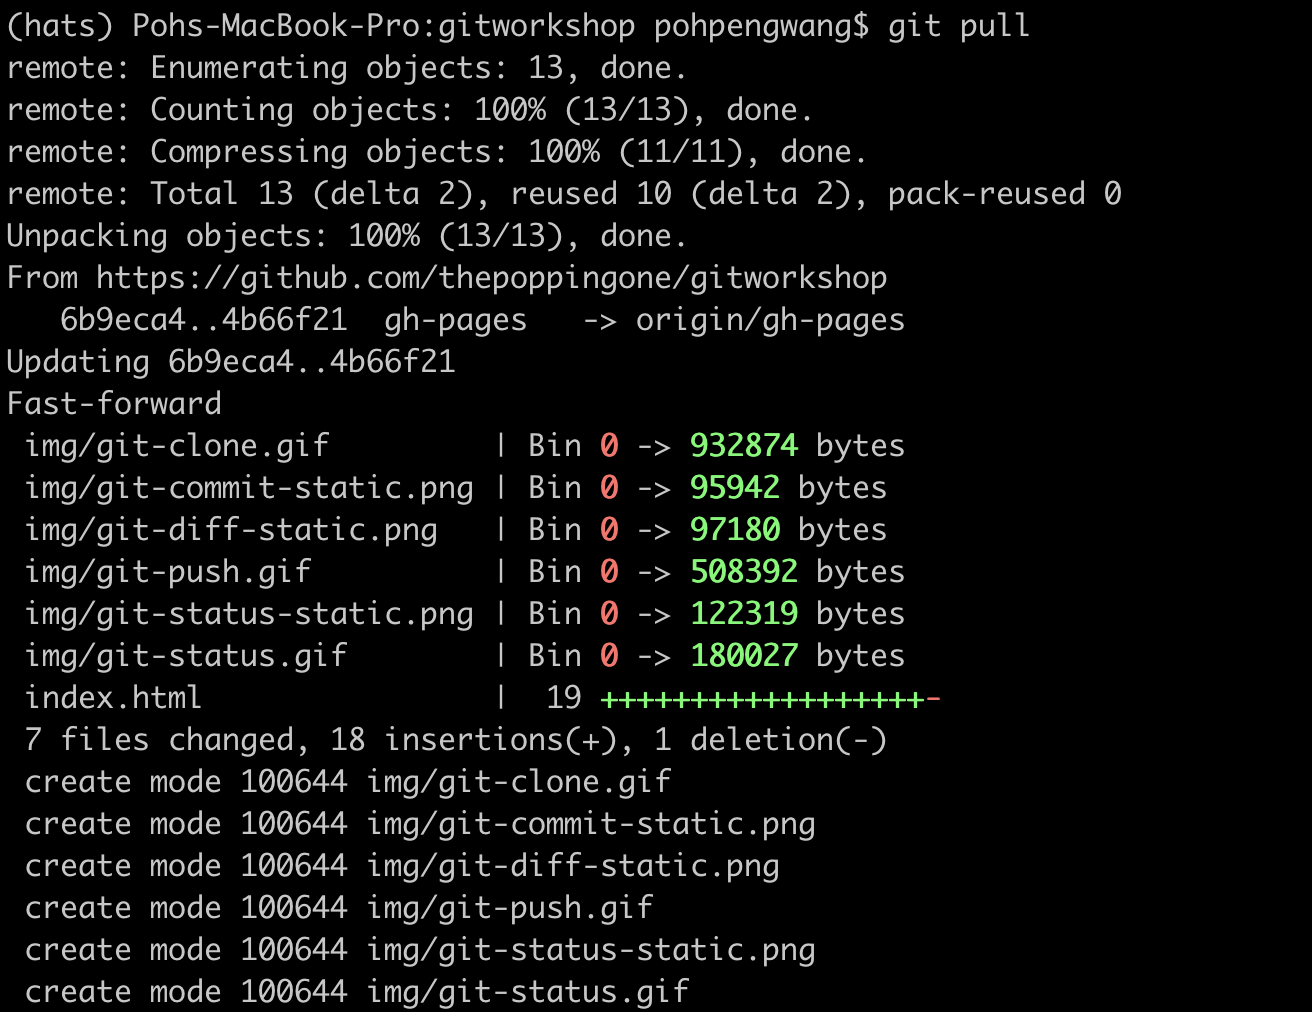 (hats) Pohs-MacBook-Pro:gitworkshop pohpengwang$ git pull
remote: Enumerating objects: 13, done.
remote: Counting objects: 100% (13/13), done.
remote: Compressing objects: 100% (11/11), done.
remote: Total 13 (delta 2), reused 10 (delta 2), pack-reused 0
Unpacking objects: 100% (13/13), done.
From https://github.com/thepoppingone/gitworkshop
   6b9eca4..4b66f21  gh-pages   -> origin/gh-pages
Updating 6b9eca4..4b66f21
Fast-forward
 img/git-clone.gif         | Bin 0 -> 932874 bytes
 img/git-commit-static.png | Bin 0 -> 95942 bytes
 img/git-diff-static.png   | Bin 0 -> 97180 bytes
 img/git-push.gif          | Bin 0 -> 508392 bytes
 img/git-status-static.png | Bin 0 -> 122319 bytes
 img/git-status.gif        | Bin 0 -> 180027 bytes
 index.html                |  19 ++++++++++++++++++-
 7 files changed, 18 insertions(+), 1 deletion(-)
 create mode 100644 img/git-clone.gif
 create mode 100644 img/git-commit-static.png
 create mode 100644 img/git-diff-static.png
 create mode 100644 img/git-push.gif
 create mode 100644 img/git-status-static.png
 create mode 100644 img/git-status.gif